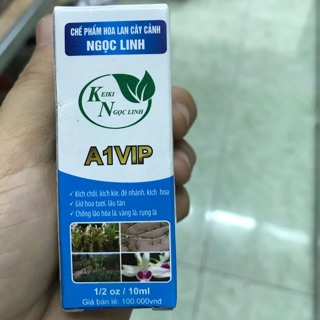 CHẾ PHẨM HOA LAN CÂY CẢNH
NGỌC LINH
KEIKI
NGỌC LINH
A1VIP
✓ Kích chồi, kích kie, đẻ nhánh, kích hoa
✓ Giữ hoa tươi, lâu tàn
✓ Chống lão hóa lá, vàng lá, rụng lá
1/2 oz / 10ml
Giá bán lẻ: 100.000vnđ